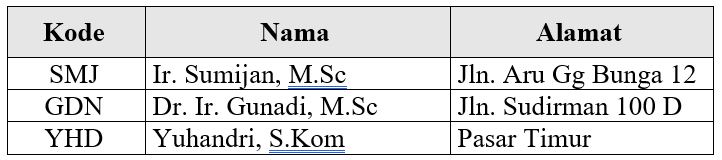 Kode Nama Alamat
SMJ Ir. Sumijan, M.Sc Jln. Aru Gg Bunga 12
GDN Dr. Ir. Gunadi, M.Sc Jln. Sudirman 100 D
YHD Yuhandri, S.Kom Pasar Timur